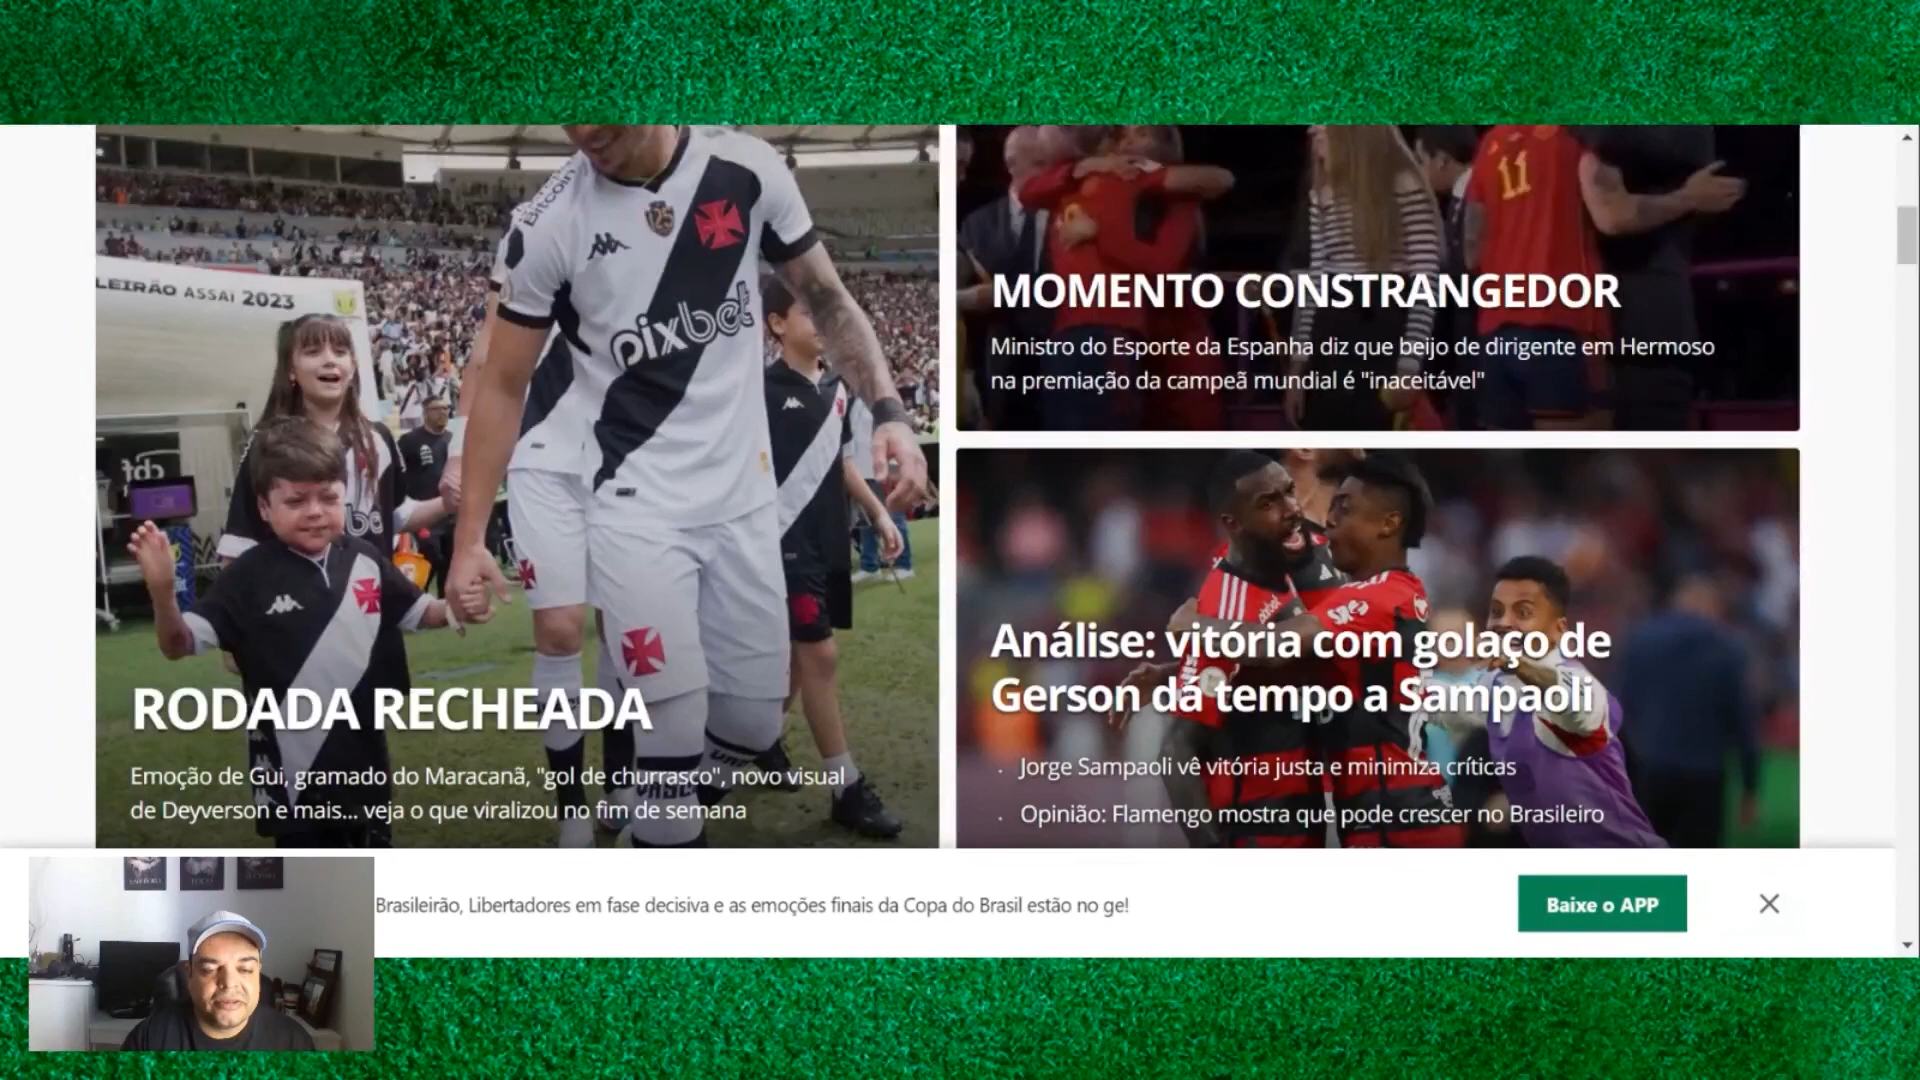 Bitcoin
LEIRÃO ASSAÍ 2023
pixbet
RODADA RECHEADA
Emoção de Gui, gramado do Maracanã, "gol de churrasco", novo visual
de Deyverson e mais... veja o que viralizou no fim de semana
11
MOMENTO CONSTRANGEDOR
Ministro do Esporte da Espanha diz que beijo de dirigente em Hermoso
na premiação da campeã mundial é "inaceitável"
Análise: vitória com golaço de
Gerson dá tempo a Sampaoli
Jorge Sampaoli vê vitória justa e minimiza críticas
Opinião: Flamengo mostra que pode crescer no Brasileiro
Brasileirão, Libertadores em fase decisiva e as emoções finais da Copa do Brasil estão no ge!
Baixe o APP